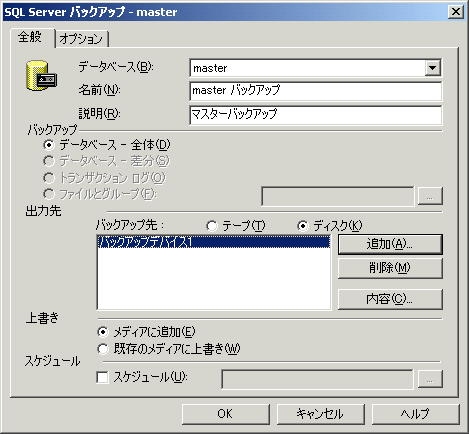 SQL Server バックアップ - master
全般 オプション
データベース(B): master
名前(N): master バックアップ
説明(R): マスターバックアップ
バックアップ
データベース - 全体(D)
データベース - 差分(S)
トランザクション ログ(O)
ファイルとグループ(F): ...
出力先
バックアップ先 : テープ(T) ディスク(K)
バックアップデバイス1 追加(A)...
削除(M)
内容(C)...
上書き
メディアに追加(E)
既存のメディアに上書き(W)
スケジュール
スケジュール(U): ...
OK キャンセル ヘルプ